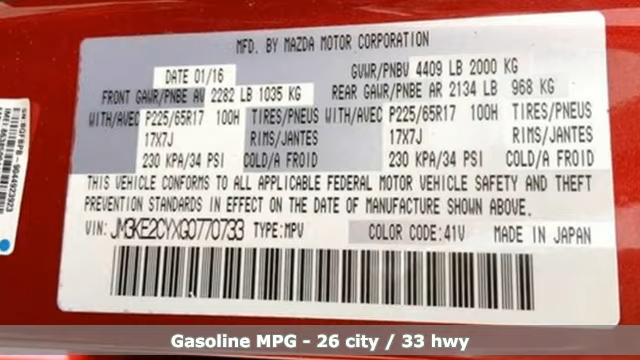 MFD. BY MAZDA MOTOR CORPORATION
DATE 01/16 GVWR/PNBV 4409 LB 2000 KG
FRONT GAWR/PNBE AV 2282 LB 1035 KG REAR GAWR/PNBE AR 2134 LB 968 KG
WITH/AVEC P225/65R17 100H TIRES/PNEUS WITH/AVEC P225/65R17 100H TIRES/PNEUS
17X7J RIMS/JANTES 17X7J RIMS/JANTES
230 KPA/34 PSI COLD/A FROID 230 KPA/34 PSI COLD/A FROID
THIS VEHICLE CONFORMS TO ALL APPLICABLE FEDERAL MOTOR VEHICLE SAFETY AND THEFT
PREVENTION STANDARDS IN EFFECT ON THE DATE OF MANUFACTURE SHOWN ABOVE.
VIN: JM3KE2CYXG0770733 TYPE:MPV COLOR CODE:41V MADE IN JAPAN
Gasoline MPG - 26 city / 33 hwy